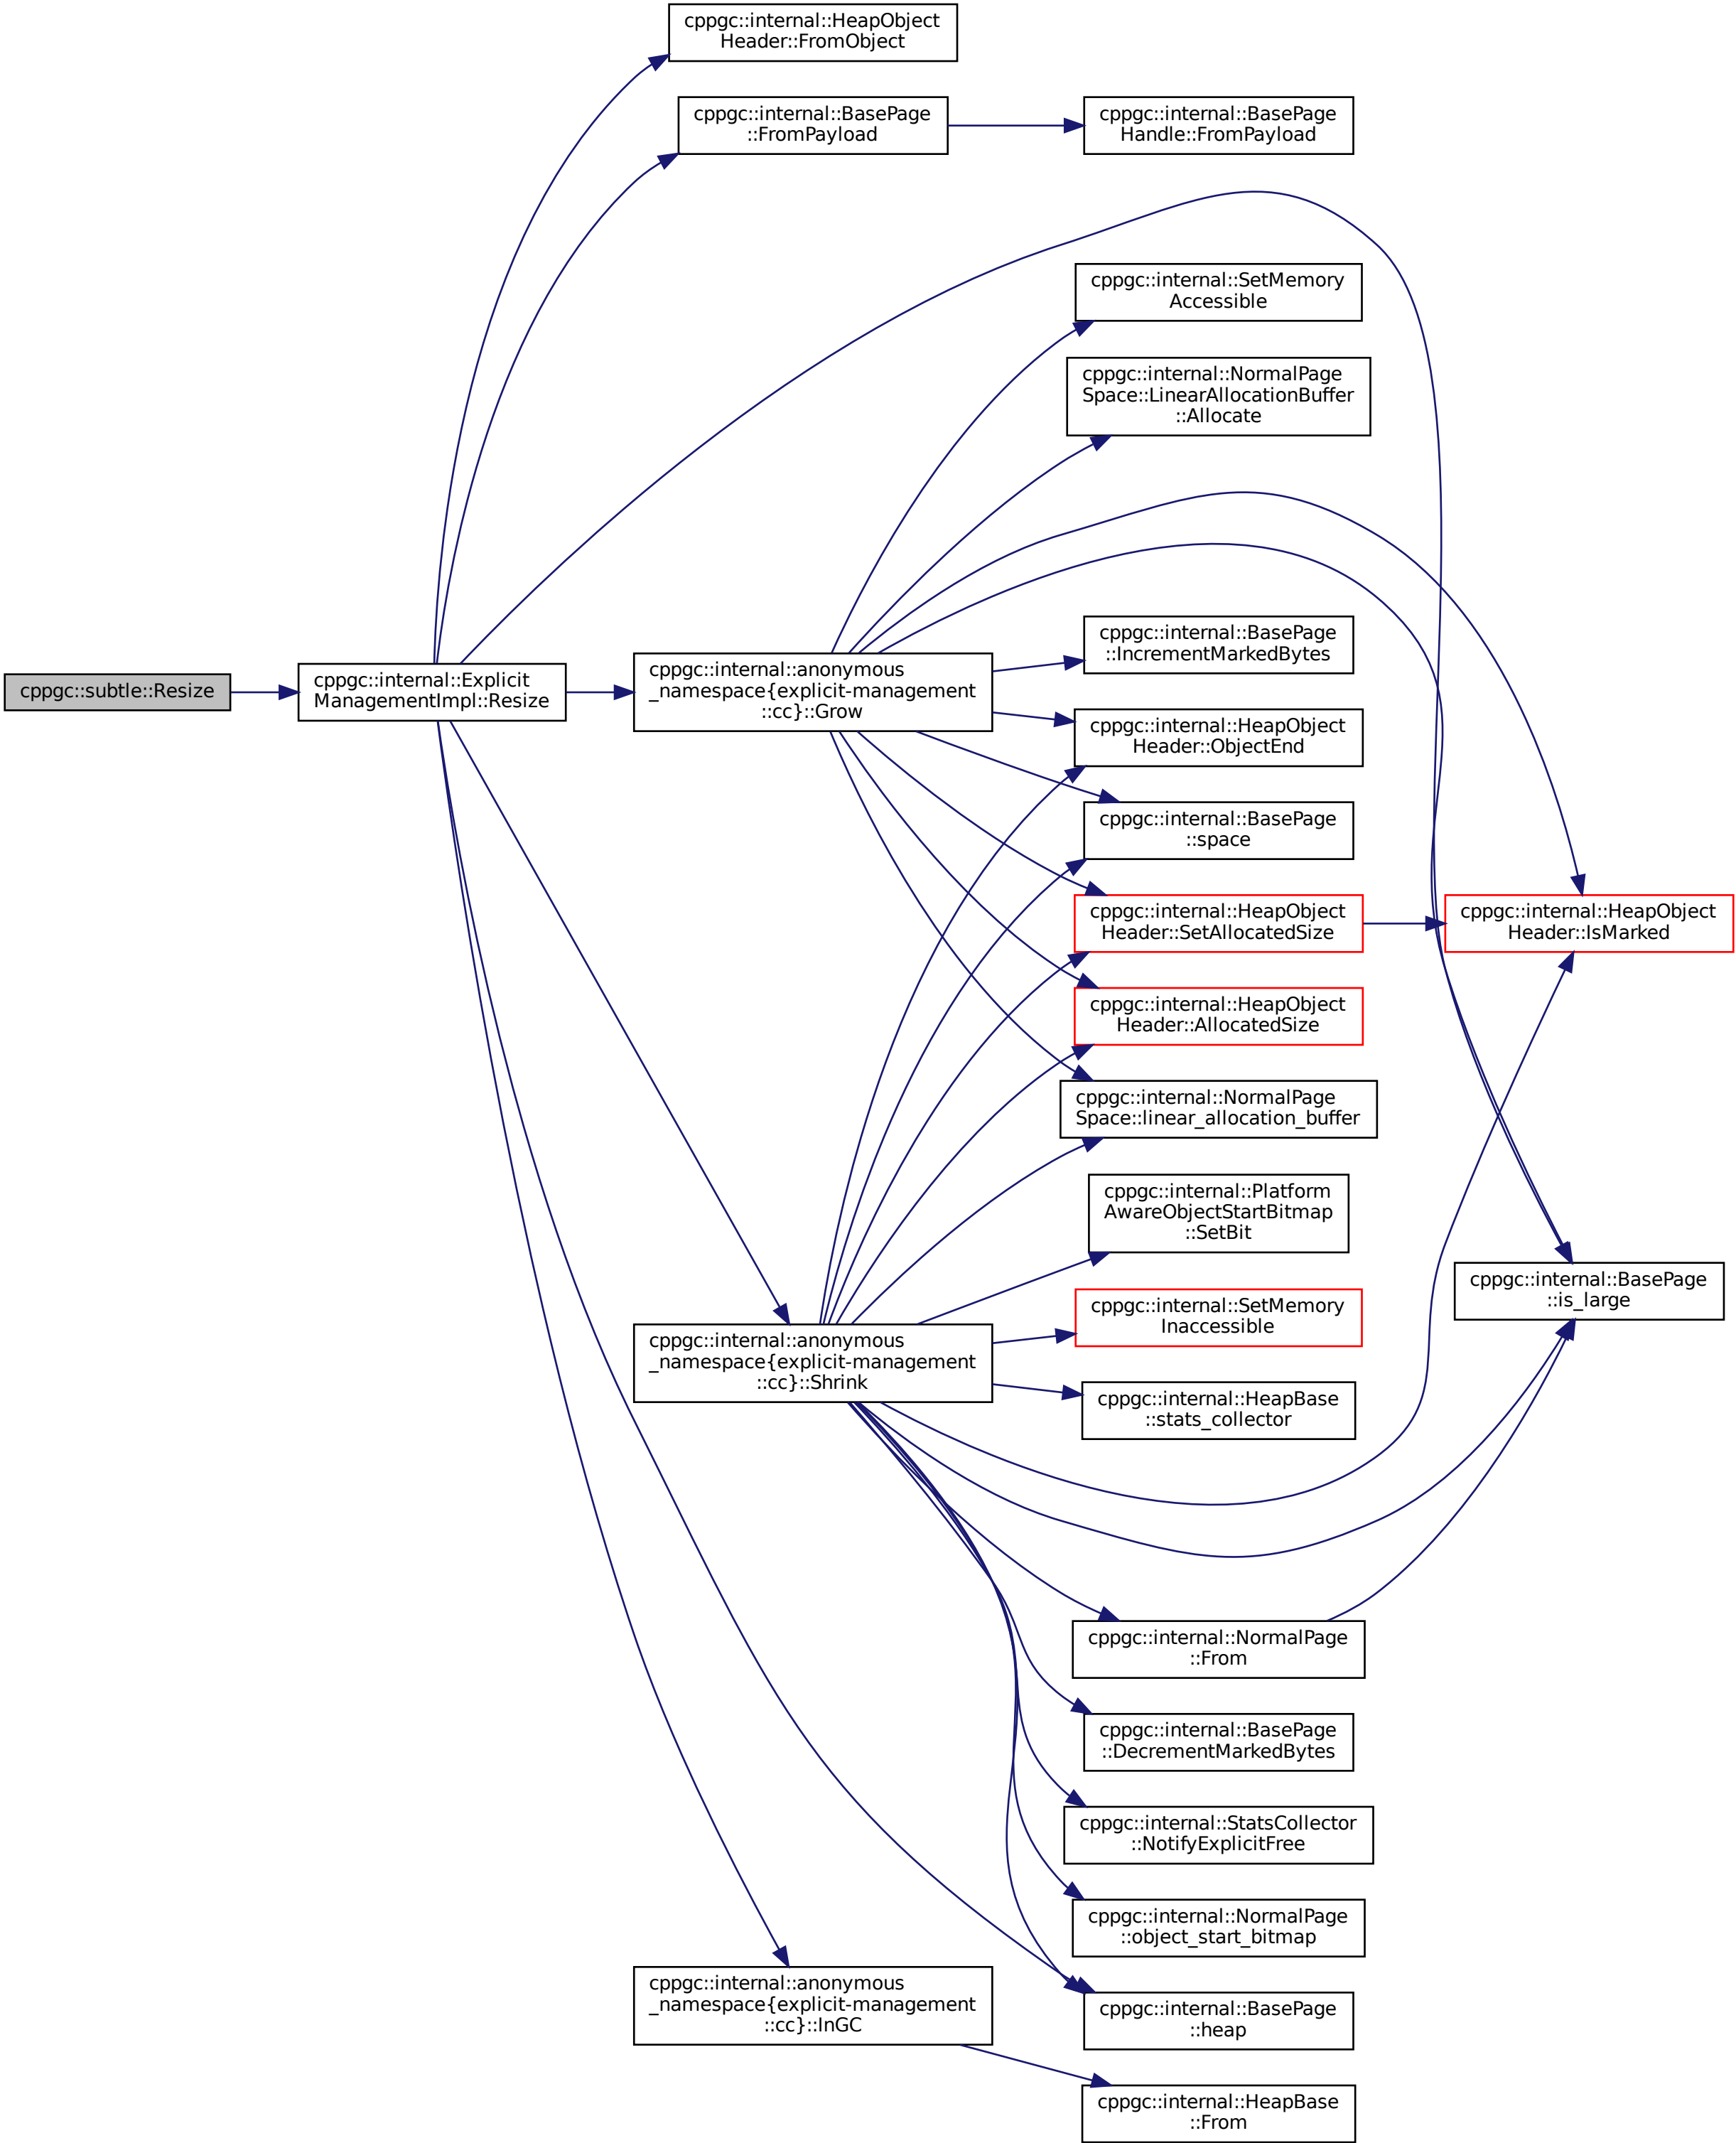 cppgc::internal::HeapObject
Header::FromObject
cppgc::internal::BasePage
::FromPayload
cppgc::internal::BasePage
Handle::FromPayload
cppgc::internal::SetMemory
Accessible
cppgc::internal::NormalPage
Space::LinearAllocationBuffer
::Allocate
cppgc::internal::BasePage
::IncrementMarkedBytes
cppgc::subtle::Resize
cppgc::internal::Explicit
ManagementImpl::Resize
cppgc::internal::anonymous
_namespace{explicit-management
::cc}::Grow
cppgc::internal::HeapObject
Header::ObjectEnd
cppgc::internal::BasePage
::space
cppgc::internal::HeapObject
Header::SetAllocatedSize
cppgc::internal::HeapObject
Header::IsMarked
cppgc::internal::HeapObject
Header::AllocatedSize
cppgc::internal::NormalPage
Space::linear_allocation_buffer
cppgc::internal::Platform
AwareObjectStartBitmap
::SetBit
cppgc::internal::BasePage
::is_large
cppgc::internal::SetMemory
Inaccessible
cppgc::internal::anonymous
_namespace{explicit-management
::cc}::Shrink
cppgc::internal::HeapBase
::stats_collector
cppgc::internal::NormalPage
::From
cppgc::internal::BasePage
::DecrementMarkedBytes
cppgc::internal::StatsCollector
::NotifyExplicitFree
cppgc::internal::NormalPage
::object_start_bitmap
cppgc::internal::anonymous
_namespace{explicit-management
::cc}::InGC
cppgc::internal::BasePage
::heap
cppgc::internal::HeapBase
::From